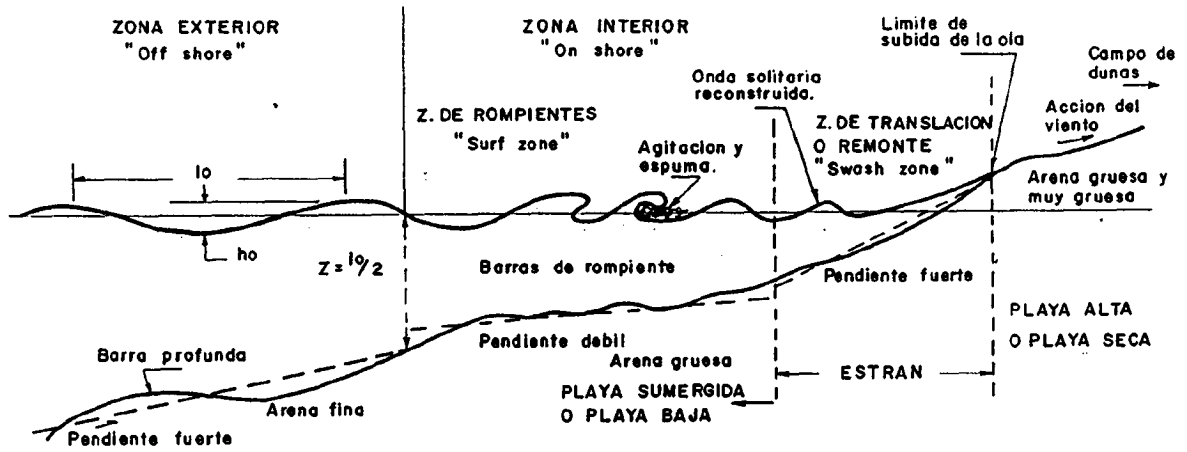 ZONA EXTERIOR
"Off shore"
ZONA INTERIOR
"On shore"
Limite de
subida de la ola
Campo de
dunas
Onda solitaria
reconstruida.
Accion del
viento
Z. DE ROMPIENTES
"Surf zone"
Agitacion y
espuma.
Z. DE TRANSLACION
O REMONTE
"Swash zone"
lo
Arena gruesa y
muy gruesa
ho
Z = lo/2
Barras de rompiente
Pendiente fuerte
PLAYA ALTA
O PLAYA SECA
Pendiente debil
Barra profunda
Arena gruesa
ESTRAN
PLAYA SUMERGIDA
O PLAYA BAJA
Arena fina
Pendiente fuerte